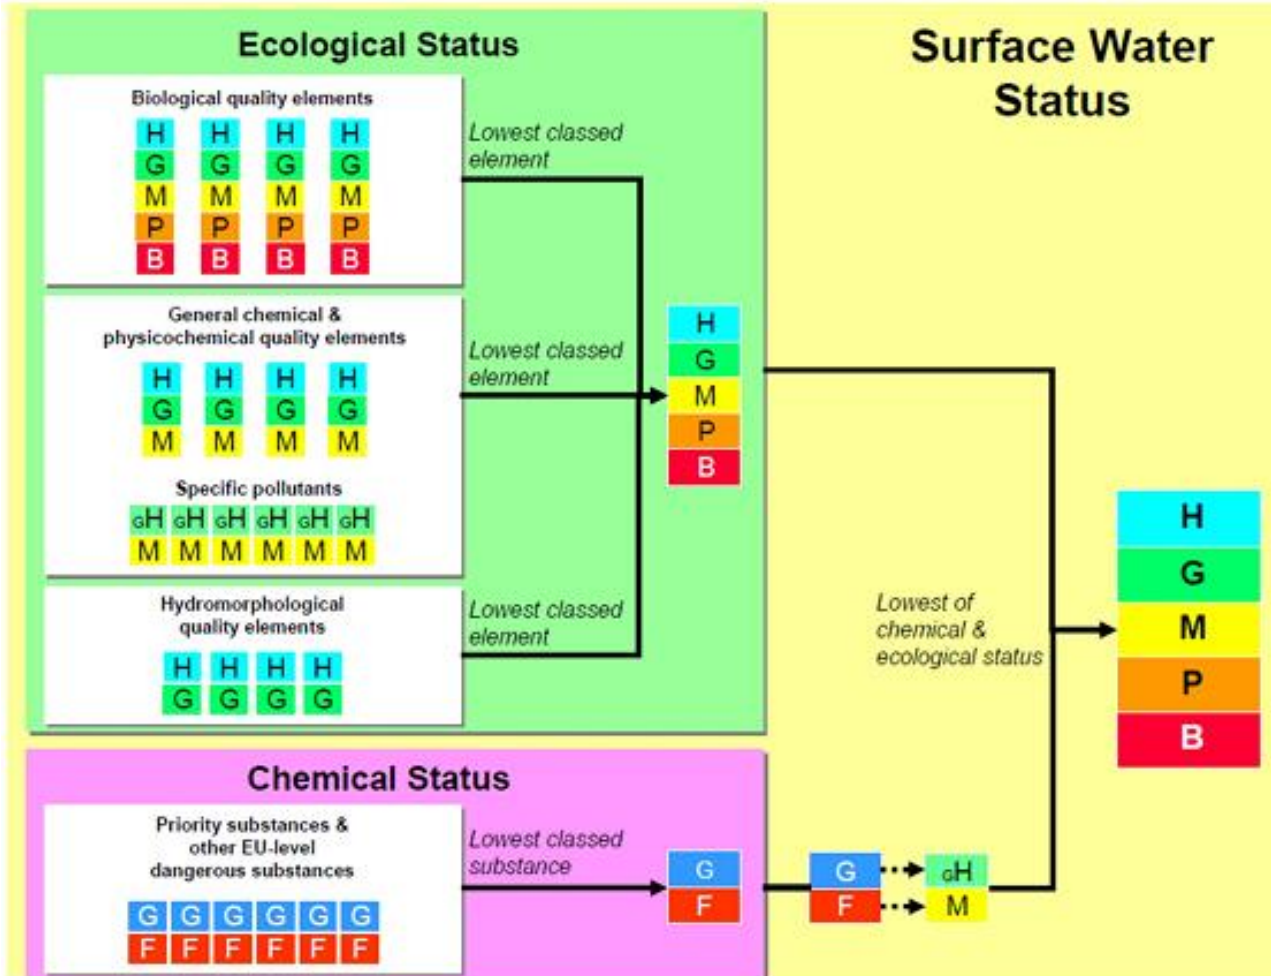 Surface Water
Status
Ecological Status
Biological quality elements
H H H H
G G G G
M M M M
P P P P
B B B B
Lowest classed
element
General chemical &
physicochemical quality elements
H H H H
G G G G
M M M M
Specific pollutants
GH GH GH GH GH GH
M M M M M M
Lowest classed
element
Hydromorphological
quality elements
H H H H
G G G G
Lowest classed
element
H
G
M
P
B
Chemical Status
Priority substances &
other EU-level
dangerous substances
G G G G G G
F F F F F F
Lowest classed
substance
G
F
G
F
GH
M
Lowest of
chemical &
ecological status
H
G
M
P
B